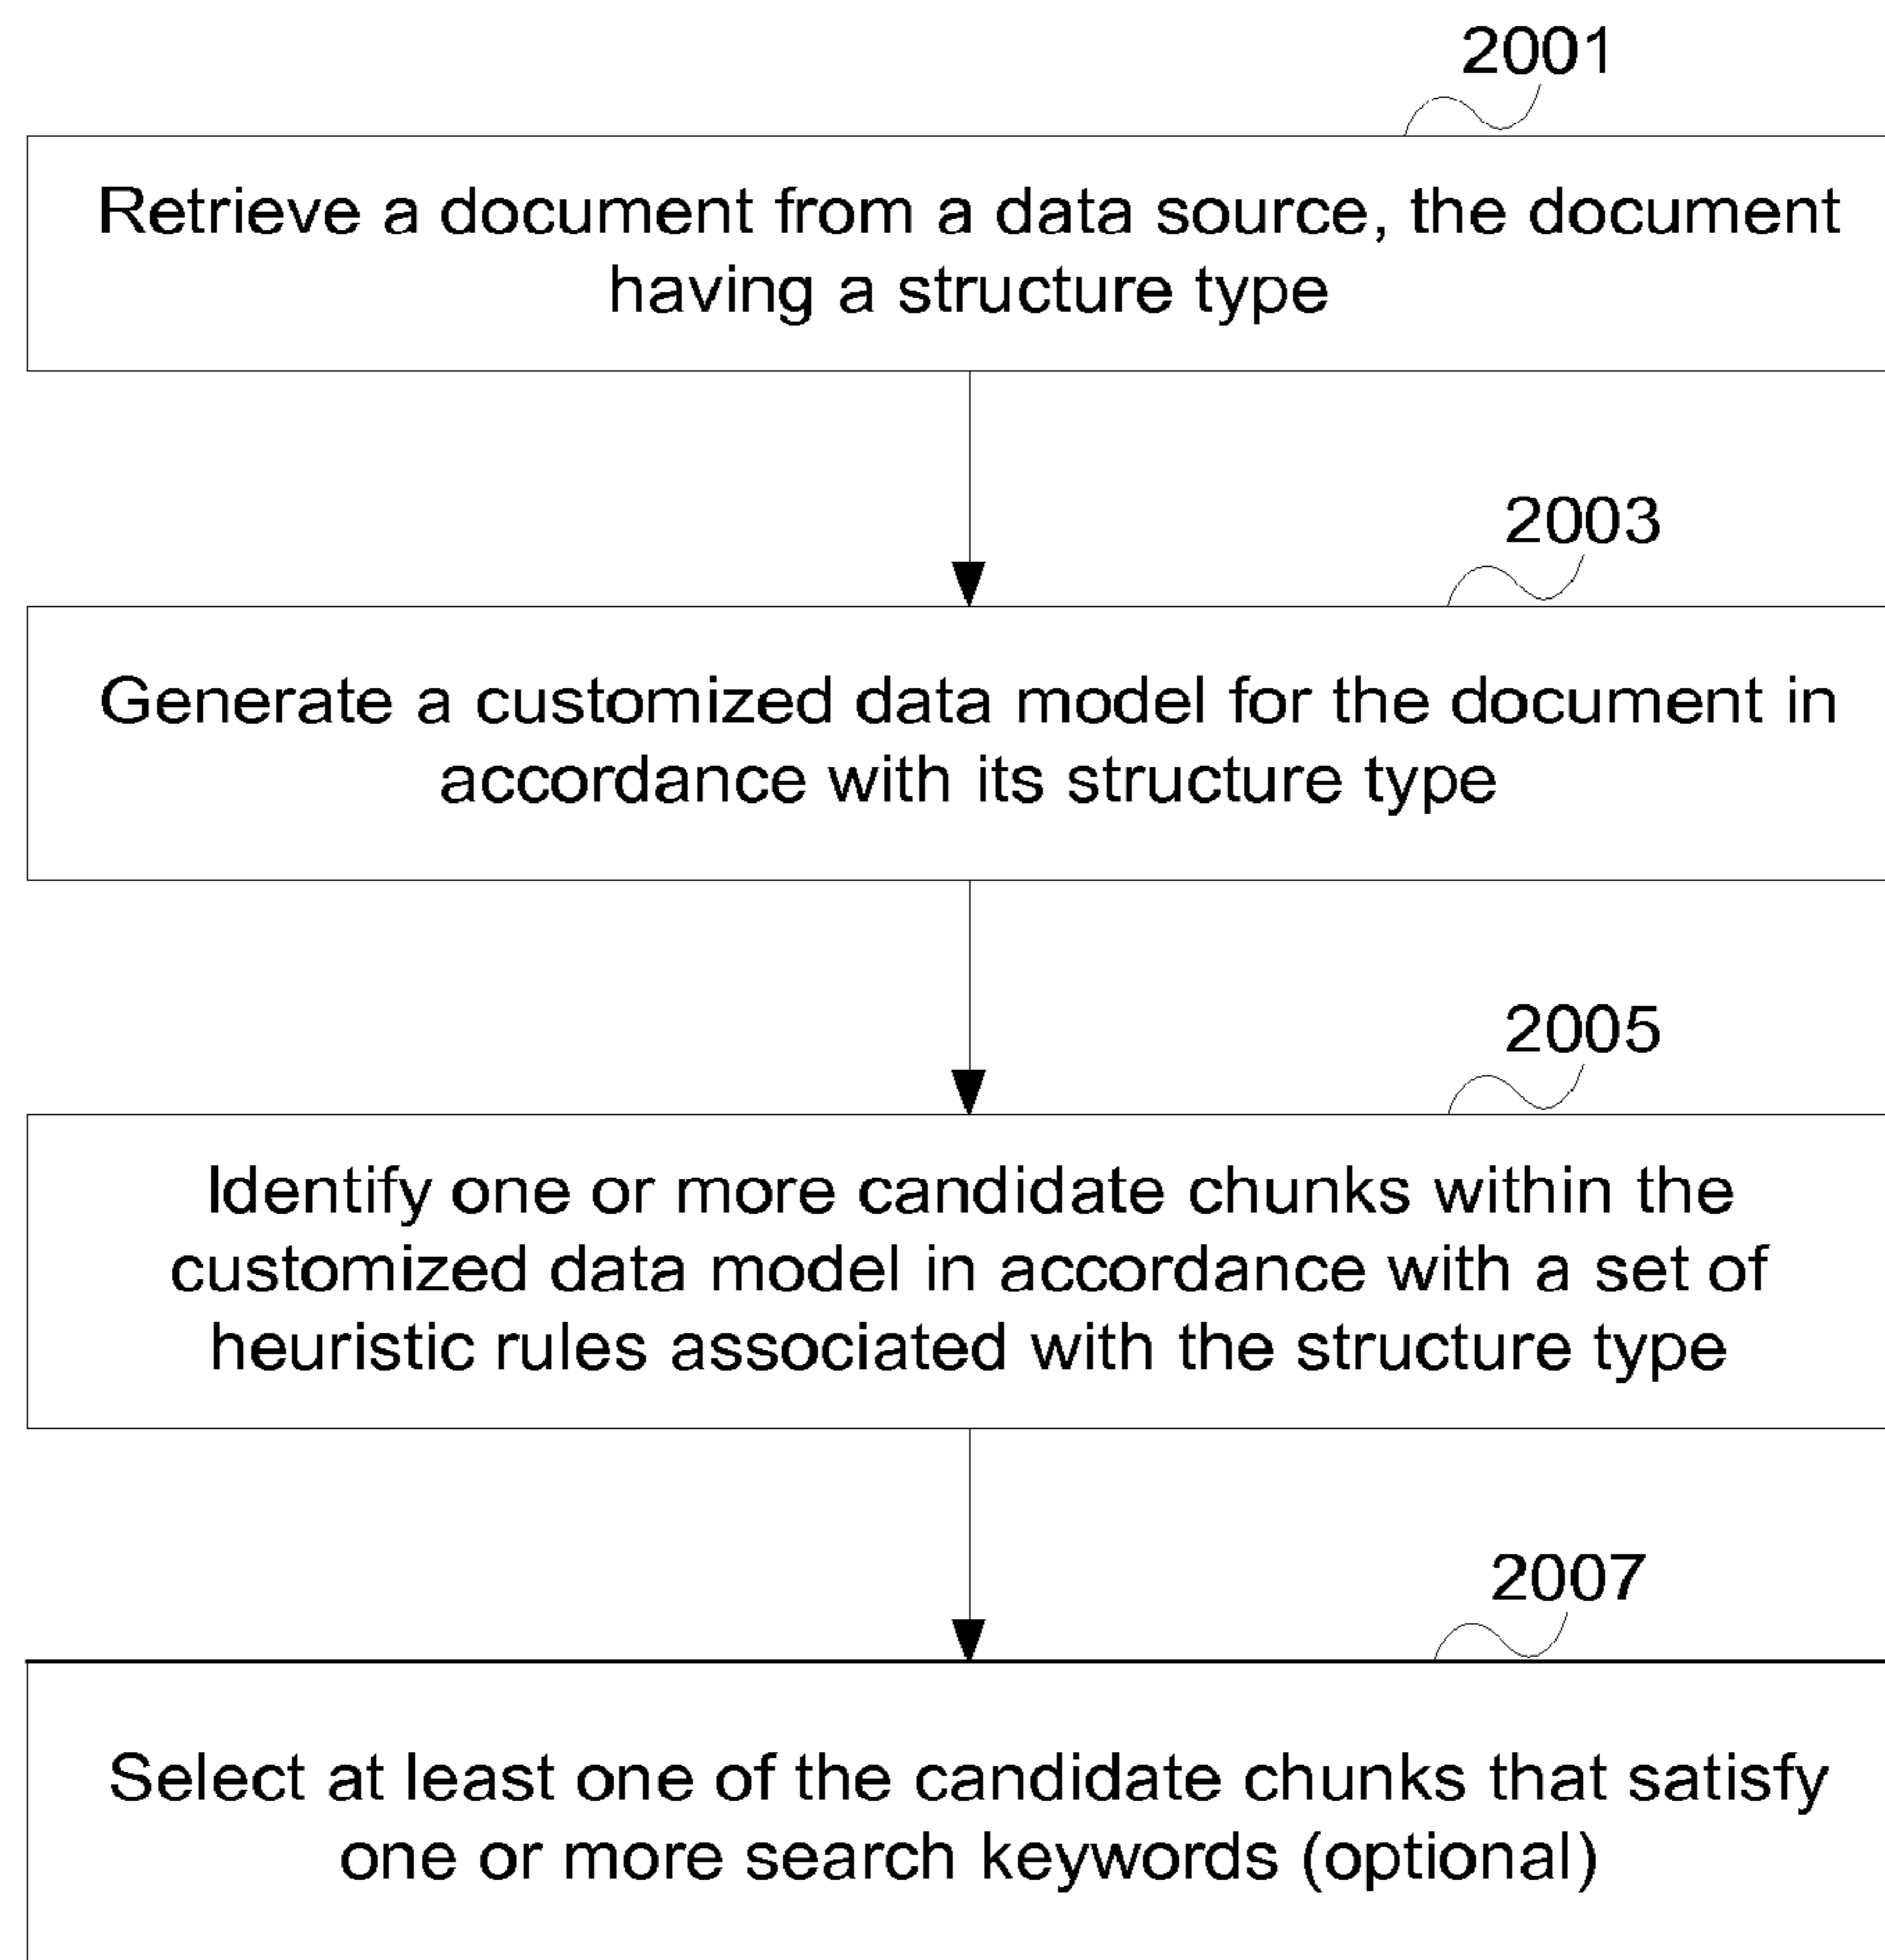 2001
Retrieve a document from a data source, the document
having a structure type
2003
Generate a customized data model for the document in
accordance with its structure type
2005
Identify one or more candidate chunks within the
customized data model in accordance with a set of
heuristic rules associated with the structure type
2007
Select at least one of the candidate chunks that satisfy
one or more search keywords (optional)